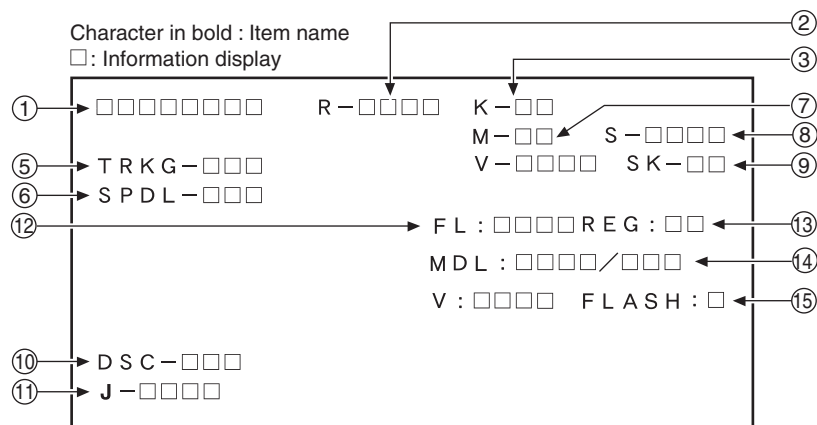 Character in bold : Item name
□ : Information display
②
③
① □□□□□□□□ R－□□□□ K－□□
⑦ M－□□ S－□□□□ ⑧
⑤ TRKG－□□□ V－□□□□ SK－□□ ⑨
⑥ SPDL－□□□
⑫ FL : □□□□ REG : □□ ⑬
MDL : □□□□／□□□ ⑭
V : □□□□ FLASH : □ ⑮
⑩ DSC－□□□
⑪ J－□□□□